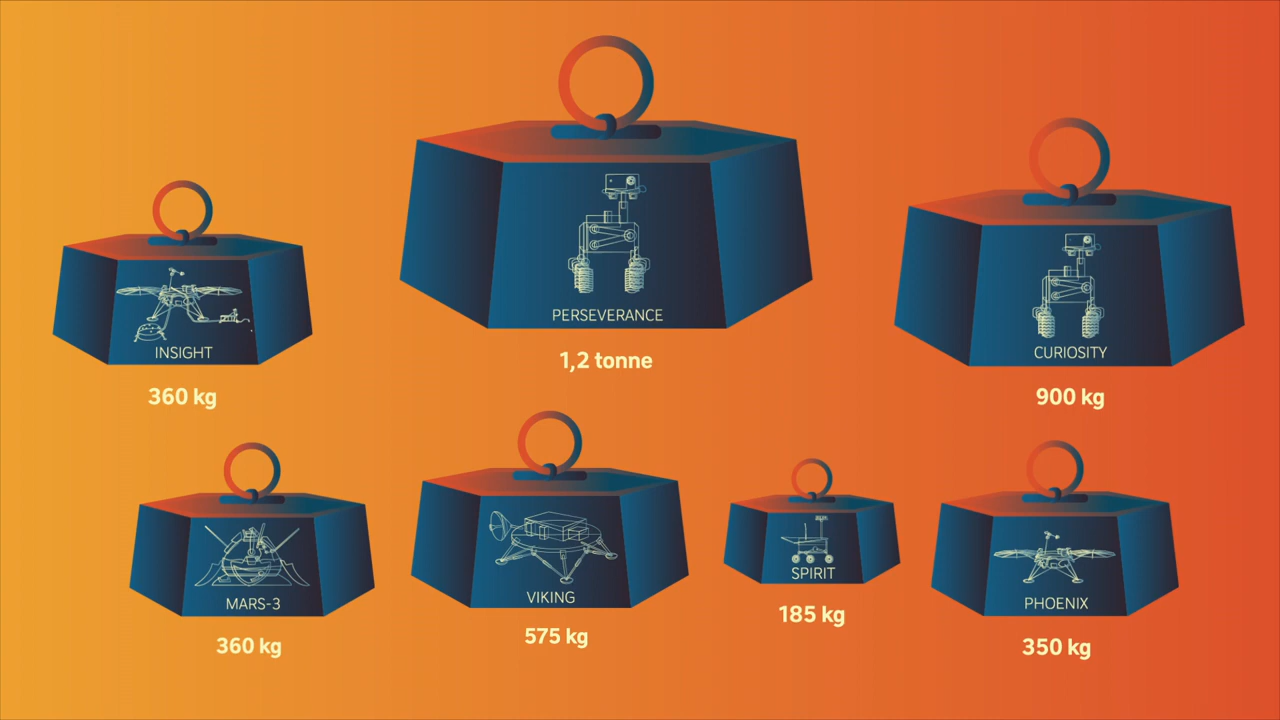 INSIGHT
360 kg
PERSEVERANCE
1,2 tonne
CURIOSITY
900 kg
MARS-3
360 kg
VIKING
575 kg
SPIRIT
185 kg
PHOENIX
350 kg